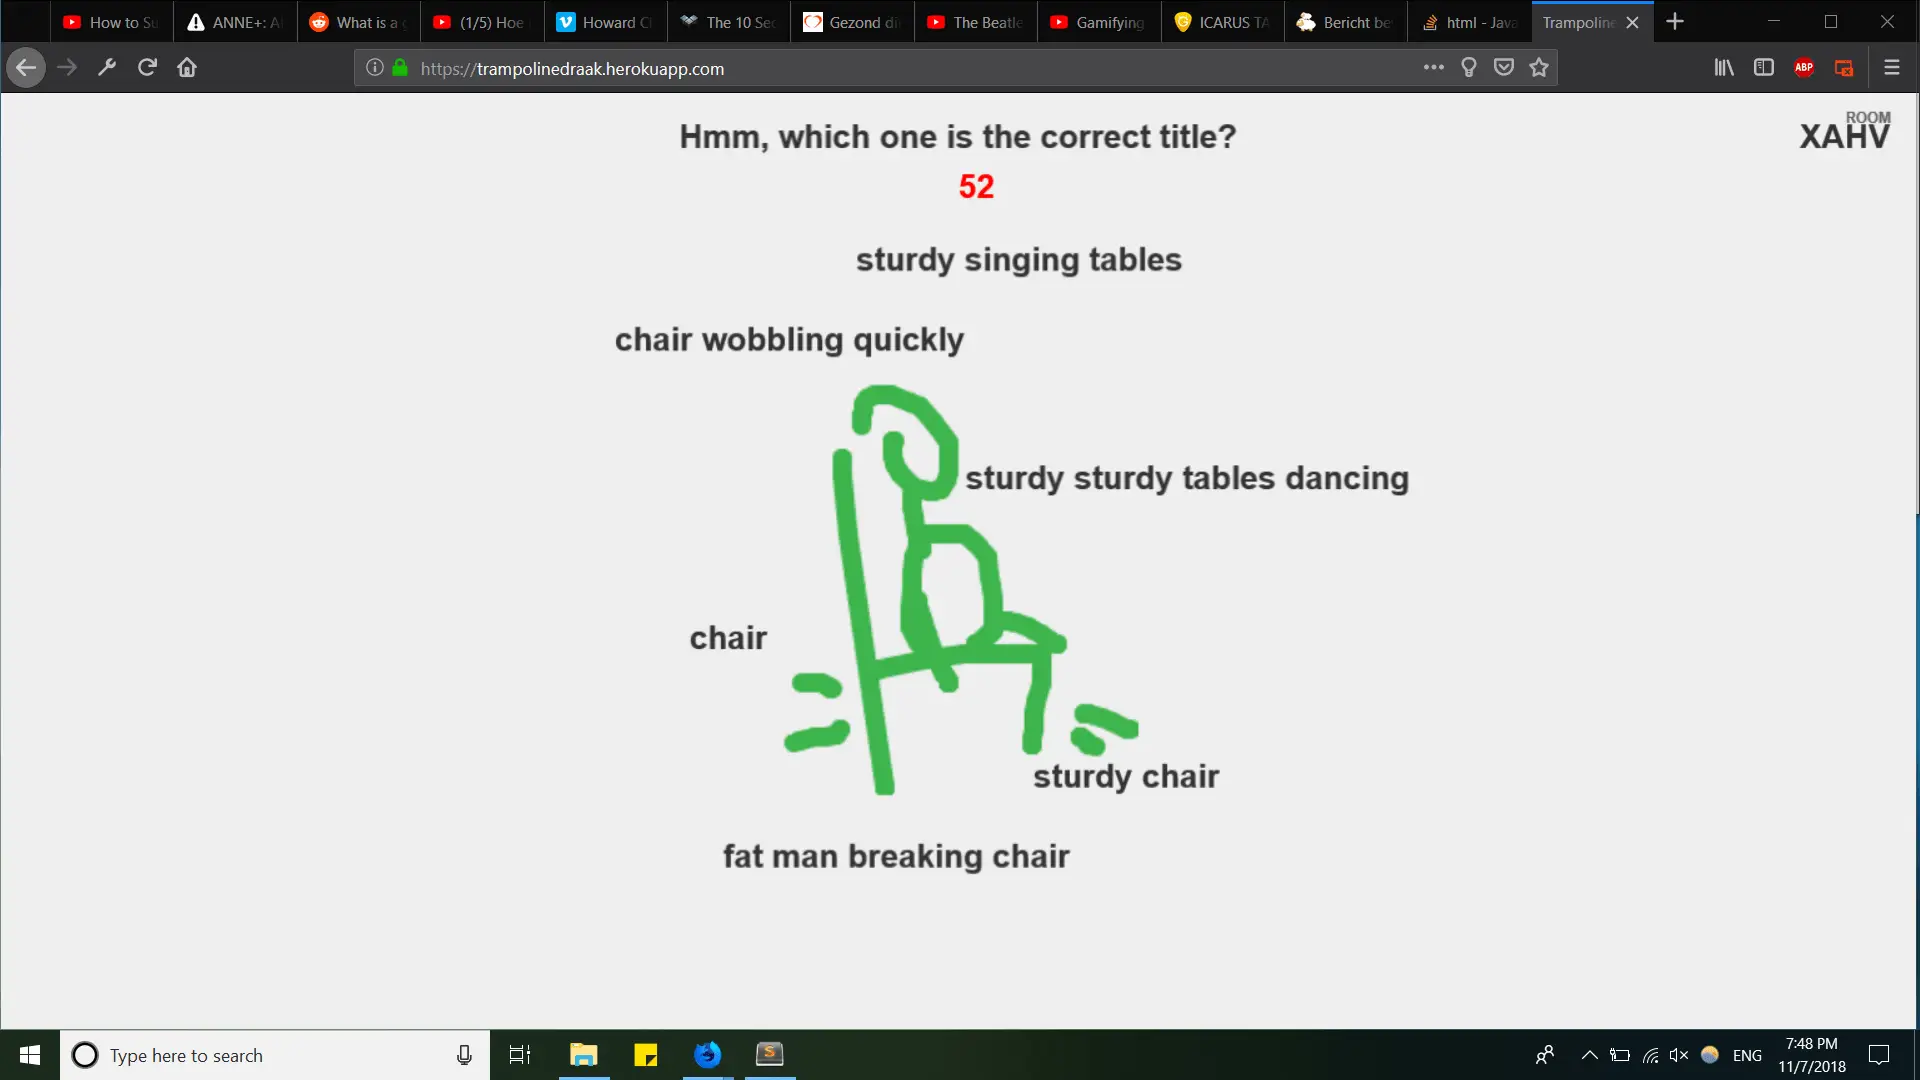 How to Su
ANNE+: A
What is a g
(1/5) Hoe
Howard C
The 10 Sec
Gezond di
The Beatle
Gamifying
ICARUS TA
Bericht be
html - Java
Trampoline
https://trampolinedraak.herokuapp.com
ABP
Hmm, which one is the correct title?
ROOM
XAHV
52
sturdy singing tables
chair wobbling quickly
sturdy sturdy tables dancing
chair
sturdy chair
fat man breaking chair
Type here to search
S
ENG
7:48 PM
11/7/2018